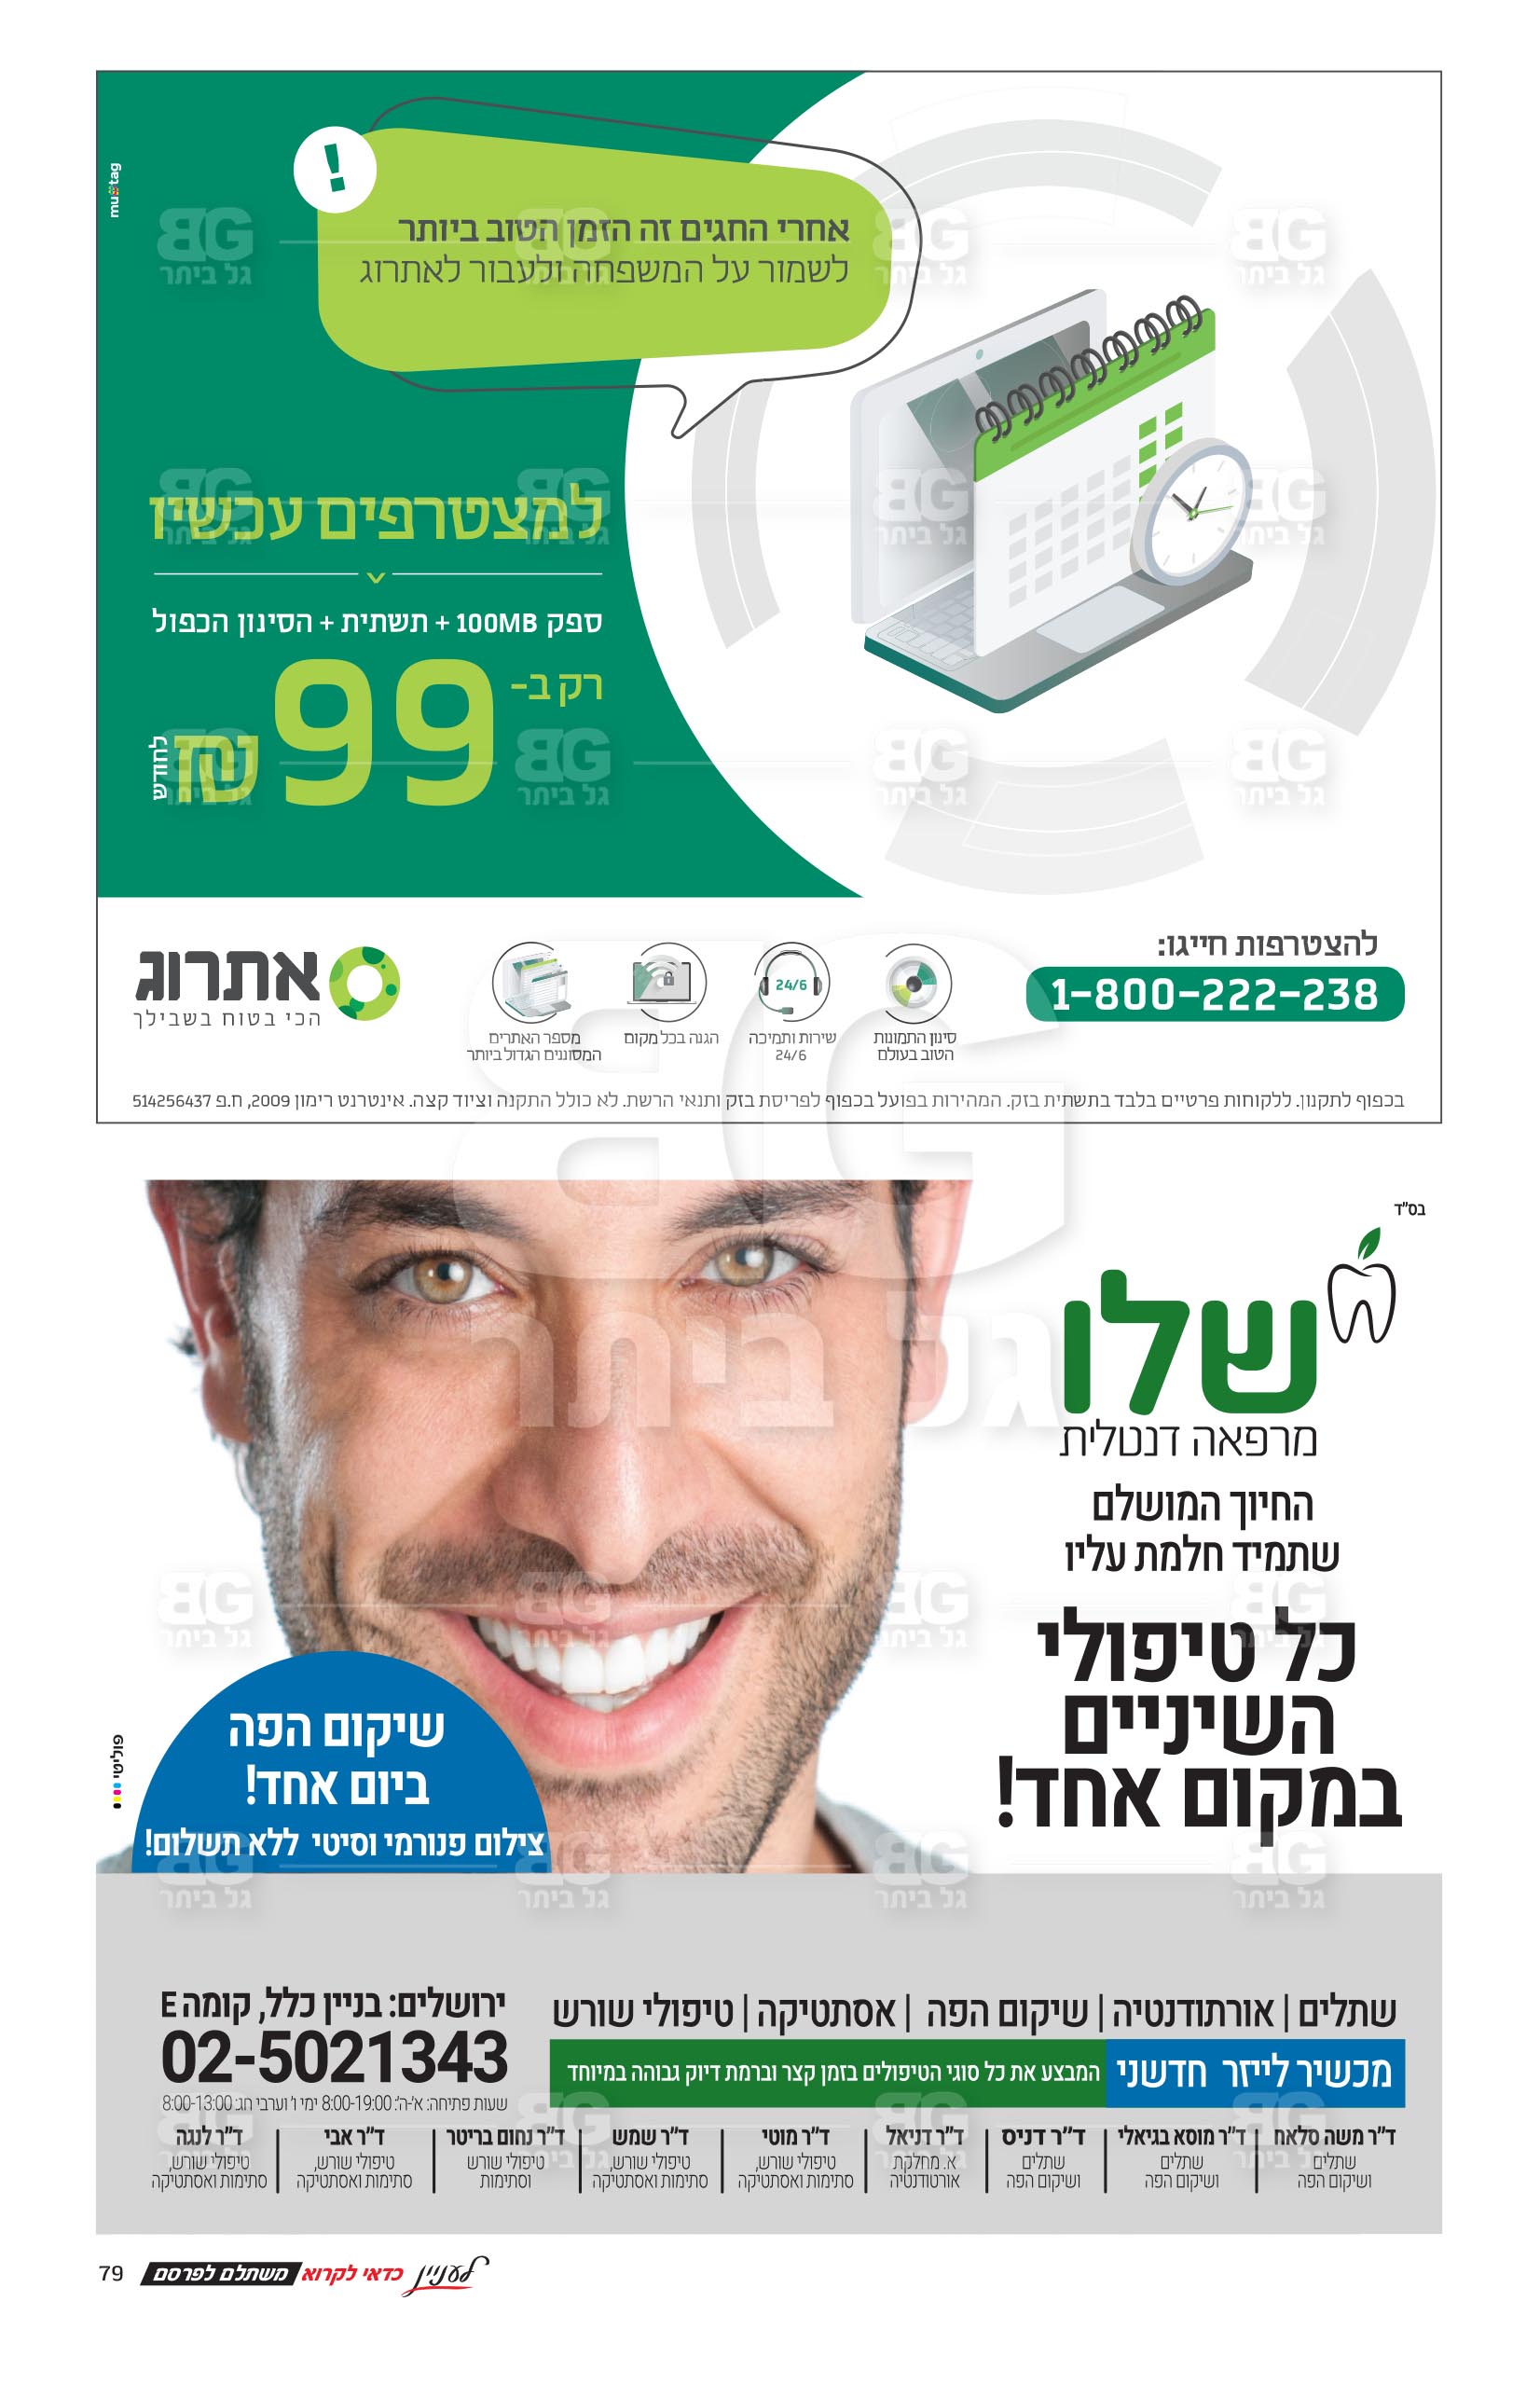 mustag
!
אחרי החגים זה הזמן הטוב ביותר
לשמור על המשפחה ולעבור לאתרוג
למצטרפים עכשיו
ספק 100MB + תשתית + הסינון הכפול
רק ב-
99 ₪
לחודש
להצטרפות חייגו:
1-800-222-238
סינון התמונות
הטוב בעולם
24/6
שירות ותמיכה
24/6
הגנה בכל מקום
מספר האתרים
המסוננים הגדול ביותר
אתרוג
הכי בטוח בשבילך
בכפוף לתקנון. ללקוחות פרטיים בלבד בתשתית בזק. המהירות בפועל בכפוף לפריסת בזק ותנאי הרשת. לא כולל התקנה וציוד קצה. אינטרנט רימון 2009, ח.פ 514256437
בס"ד
שלו
מרפאה דנטלית
החיוך המושלם
שתמיד חלמת עליו
כל טיפולי
השיניים
במקום אחד!
שיקום הפה
ביום אחד!
צילום פנורמי וסיטי ללא תשלום!
פוליטי
שתלים | אורתודנטיה | שיקום הפה | אסתטיקה | טיפולי שורש
מכשיר לייזר חדשני המבצע את כל סוגי הטיפולים בזמן קצר וברמת דיוק גבוהה במיוחד
ירושלים: בניין כלל, קומה E
02-5021343
שעות פתיחה: א'-ה': 8:00-19:00 ימי ו' וערבי חג: 8:00-13:00
ד"ר משה סלאח
שתלים
ושיקום הפה
ד"ר מוסא בגיאלי
שתלים
ושיקום הפה
ד"ר דניס
שתלים
ושיקום הפה
ד"ר דניאל
א. מחלקת
אורטודנטיה
ד"ר מוטי
טיפולי שורש,
סתימות ואסתטיקה
ד"ר שמש
טיפולי שורש,
סתימות ואסתטיקה
ד"ר נחום בריטר
טיפולי שורש
וסתימות
ד"ר אבי
טיפולי שורש,
סתימות ואסתטיקה
ד"ר לנגה
טיפולי שורש,
סתימות ואסתטיקה
לעניין כדאי לקרוא משתלם לפרסם
79
BG
גל ביתר